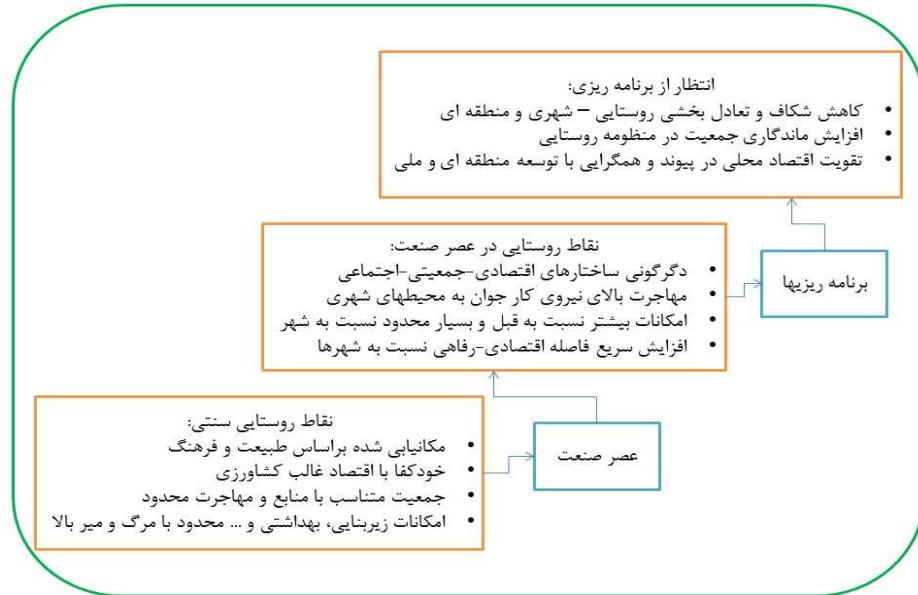 انتظار از برنامه ریزی:
• کاهش شکاف و تعادل بخشی روستایی – شهری و منطقه ای
• افزایش ماندگاری جمعیت در منظومه روستایی
• تقویت اقتصاد محلی در پیوند و همگرایی با توسعه منطقه ای و ملی
نقاط روستایی در عصر صنعت:
• دگرگونی ساختارهای اقتصادی-جمعیتی-اجتماعی
• مهاجرت بالای نیروی کار جوان به محیطهای شهری
• امکانات بیشتر نسبت به قبل و بسیار محدود نسبت به شهر
• افزایش سریع فاصله اقتصادی-رفاهی نسبت به شهرها
برنامه ریزیها
نقاط روستایی سنتی:
• مکانیابی شده براساس طبیعت و فرهنگ
• خودکفا با اقتصاد غالب کشاورزی
• جمعیت متناسب با منابع و مهاجرت محدود
• امکانات زیربنایی، بهداشتی و ... محدود با مرگ و میر بالا
عصر صنعت